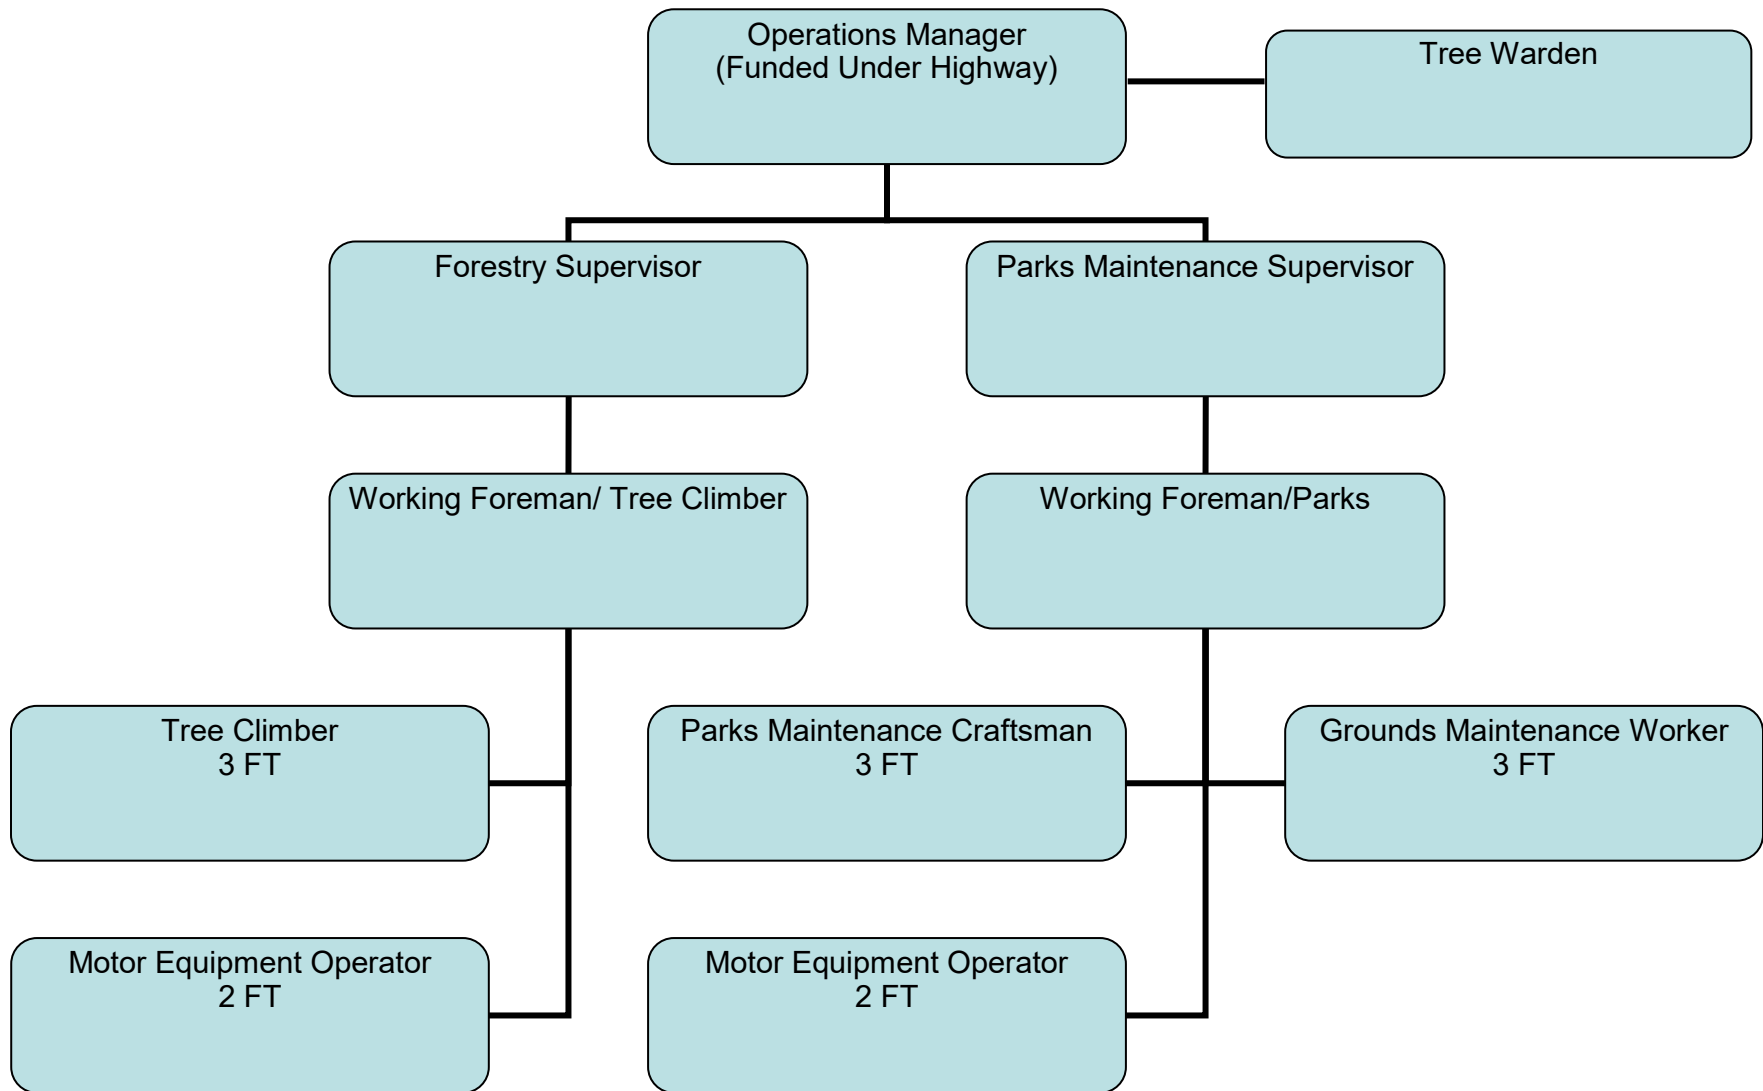 Operations Manager
(Funded Under Highway)
Tree Warden
Forestry Supervisor
Parks Maintenance Supervisor
Working Foreman/ Tree Climber
Working Foreman/Parks
Tree Climber
3 FT
Parks Maintenance Craftsman
3 FT
Grounds Maintenance Worker
3 FT
Motor Equipment Operator
2 FT
Motor Equipment Operator
2 FT